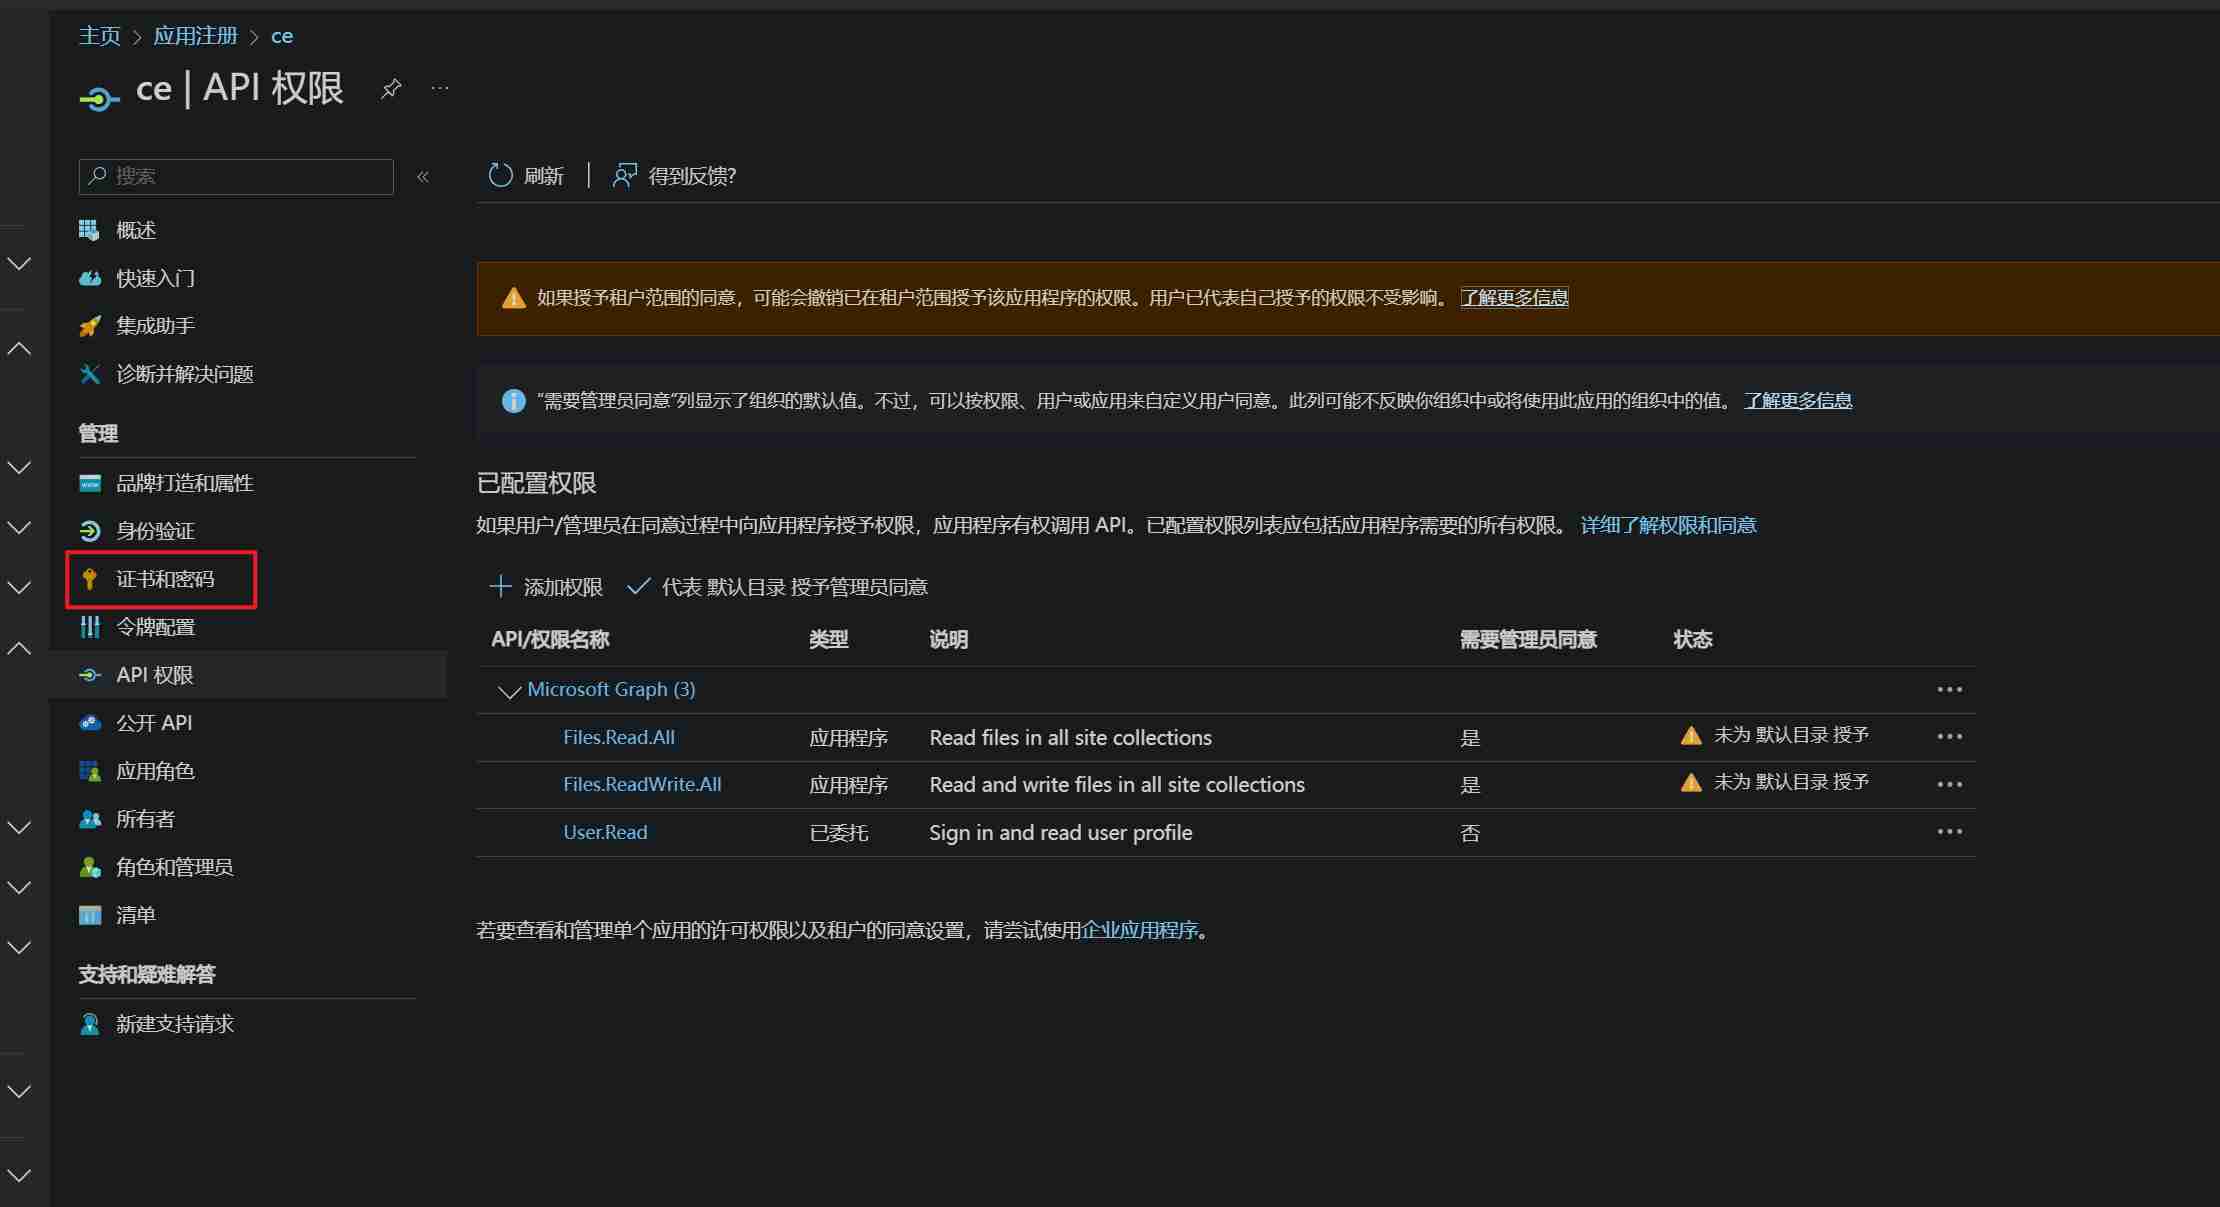 主页 > 应用注册 > ce
ce | API 权限
搜索
概述
快速入门
集成助手
诊断并解决问题
管理
品牌打造和属性
身份验证
证书和密码
令牌配置
API 权限
公开 API
应用角色
所有者
角色和管理员
清单
支持和疑难解答
新建支持请求
刷新
得到反馈?
如果授予租户范围的同意，可能会撤销已在租户范围授予该应用程序的权限。用户已代表自己授予的权限不受影响。 了解更多信息
“需要管理员同意”列显示了组织的默认值。不过，可以按权限、用户或应用来自定义用户同意。此列可能不反映你组织中或将使用此应用的组织中的值。 了解更多信息
已配置权限
如果用户/管理员在同意过程中向应用程序授予权限，应用程序有权调用 API。已配置权限列表应包括应用程序需要的所有权限。 详细了解权限和同意
添加权限 代表 默认目录 授予管理员同意
API/权限名称 类型 说明 需要管理员同意 状态
Microsoft Graph (3)
Files.Read.All 应用程序 Read files in all site collections 是 未为 默认目录 授予
Files.ReadWrite.All 应用程序 Read and write files in all site collections 是 未为 默认目录 授予
User.Read 已委托 Sign in and read user profile 否
若要查看和管理单个应用的许可权限以及租户的同意设置，请尝试使用企业应用程序。